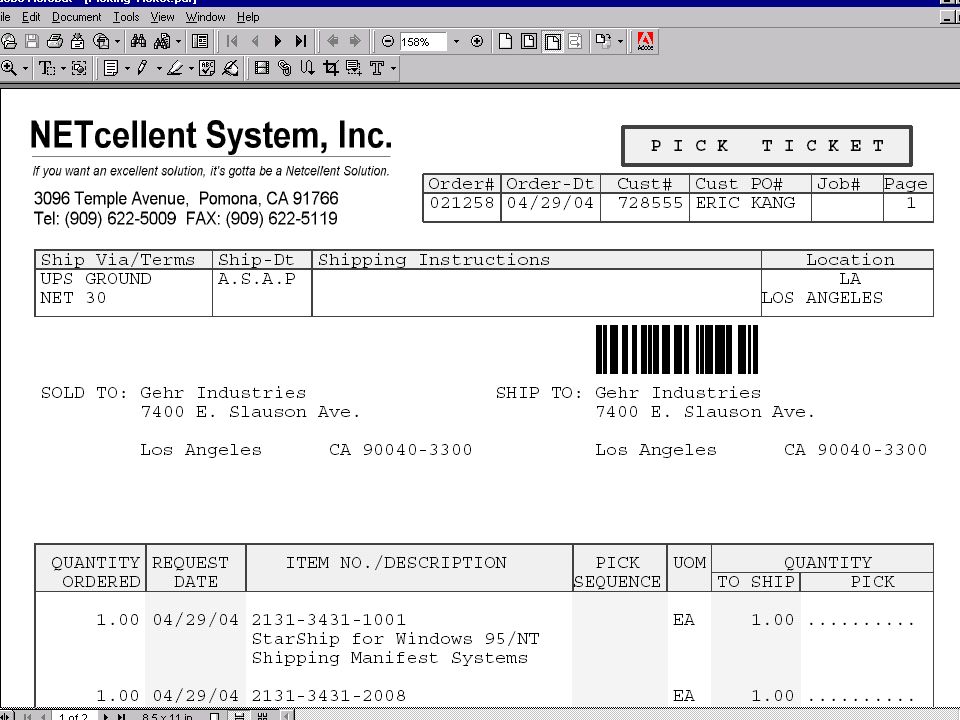 ile Edit Document Tools View Window Help
158%
Adobe
NETcellent System, Inc.
If you want an excellent solution, it's gotta be a Netcellent Solution.
3096 Temple Avenue, Pomona, CA 91766
Tel: (909) 622-5009 FAX: (909) 622-5119
P I C K T I C K E T
Order# Order-Dt Cust# Cust PO# Job# Page
021258 04/29/04 728555 ERIC KANG 1
Ship Via/Terms Ship-Dt Shipping Instructions Location
UPS GROUND A.S.A.P LA
NET 30 LOS ANGELES
SOLD TO: Gehr Industries SHIP TO: Gehr Industries
7400 E. Slauson Ave. 7400 E. Slauson Ave.
Los Angeles CA 90040-3300 Los Angeles CA 90040-3300
QUANTITY REQUEST ITEM NO./DESCRIPTION PICK UOM QUANTITY
ORDERED DATE SEQUENCE TO SHIP PICK
1.00 04/29/04 2131-3431-1001 EA 1.00 ..........
StarShip for Windows 95/NT
Shipping Manifest Systems
1.00 04/29/04 2131-3431-2008 EA 1.00 ..........
1 of 2 8.5 x 11 in